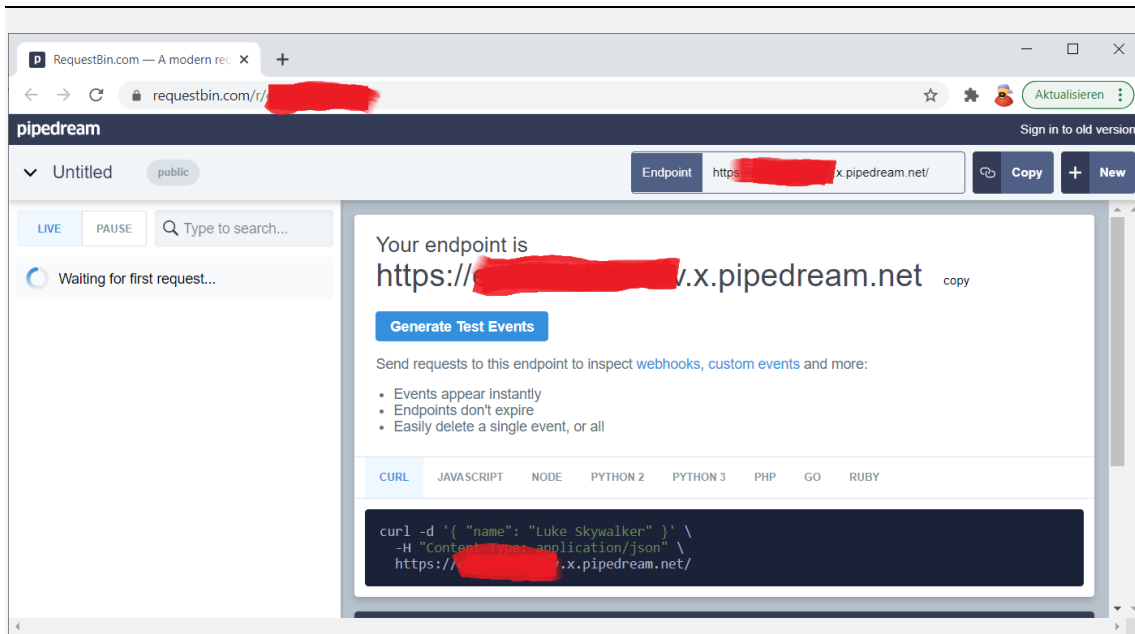 RequestBin.com — A modern rec
requestbin.com/r/
Aktualisieren
pipedream
Sign in to old version
Untitled
public
Endpoint
https x.pipedream.net/
Copy
New
LIVE
PAUSE
Type to search...
Waiting for first request...
Your endpoint is
https:// .x.pipedream.net
copy
Generate Test Events
Send requests to this endpoint to inspect webhooks, custom events and more:
• Events appear instantly
• Endpoints don't expire
• Easily delete a single event, or all
CURL JAVASCRIPT NODE PYTHON 2 PYTHON 3 PHP GO RUBY
curl -d '{ "name": "Luke Skywalker" }' \
-H "Content-Type: application/json" \
https:// .x.pipedream.net/